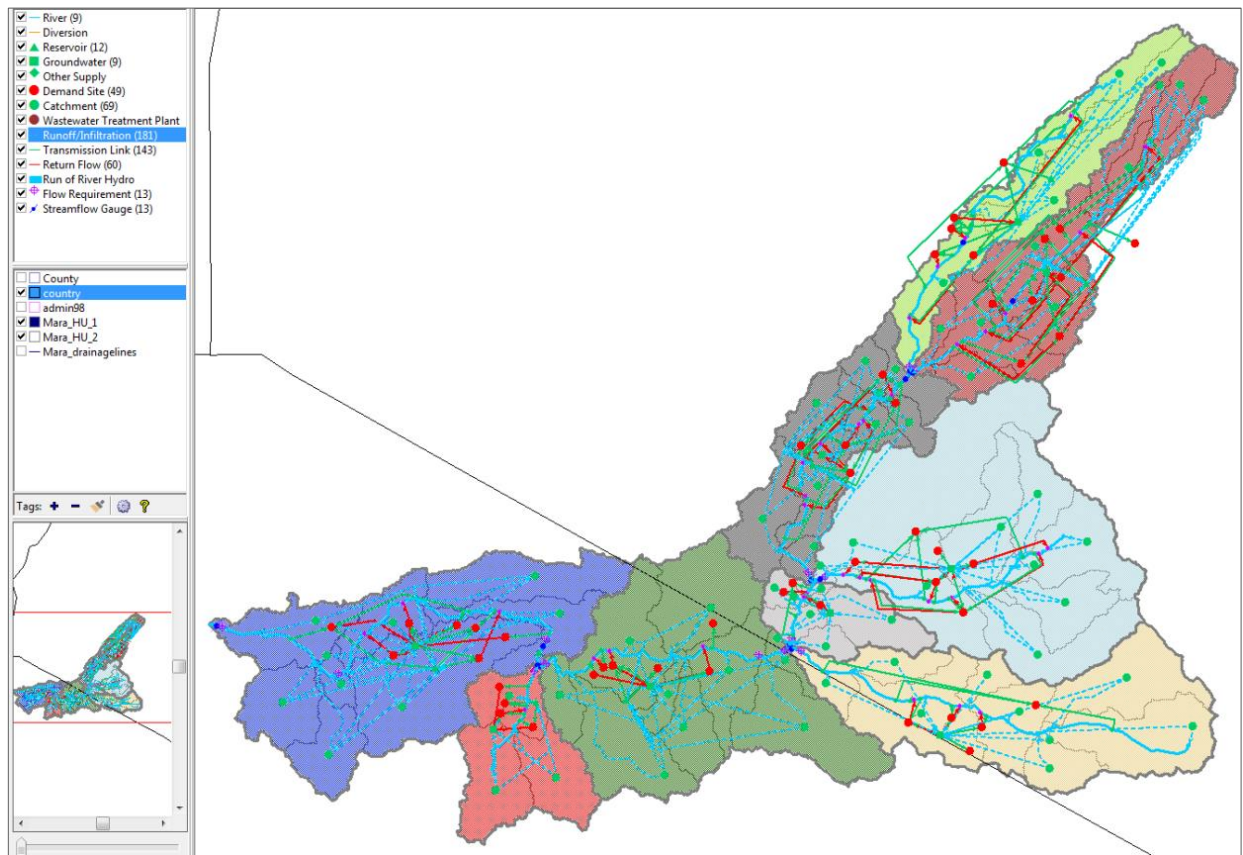 River (9)
Diversion
Reservoir (12)
Groundwater (9)
Other Supply
Demand Site (49)
Catchment (69)
Wastewater Treatment Plant
Runoff/Infiltration (181)
Transmission Link (143)
Return Flow (60)
Run of River Hydro
Flow Requirement (13)
Streamflow Gauge (13)
County
country
admin98
Mara_HU_1
Mara_HU_2
Mara_drainagelines
Tags: + − ?